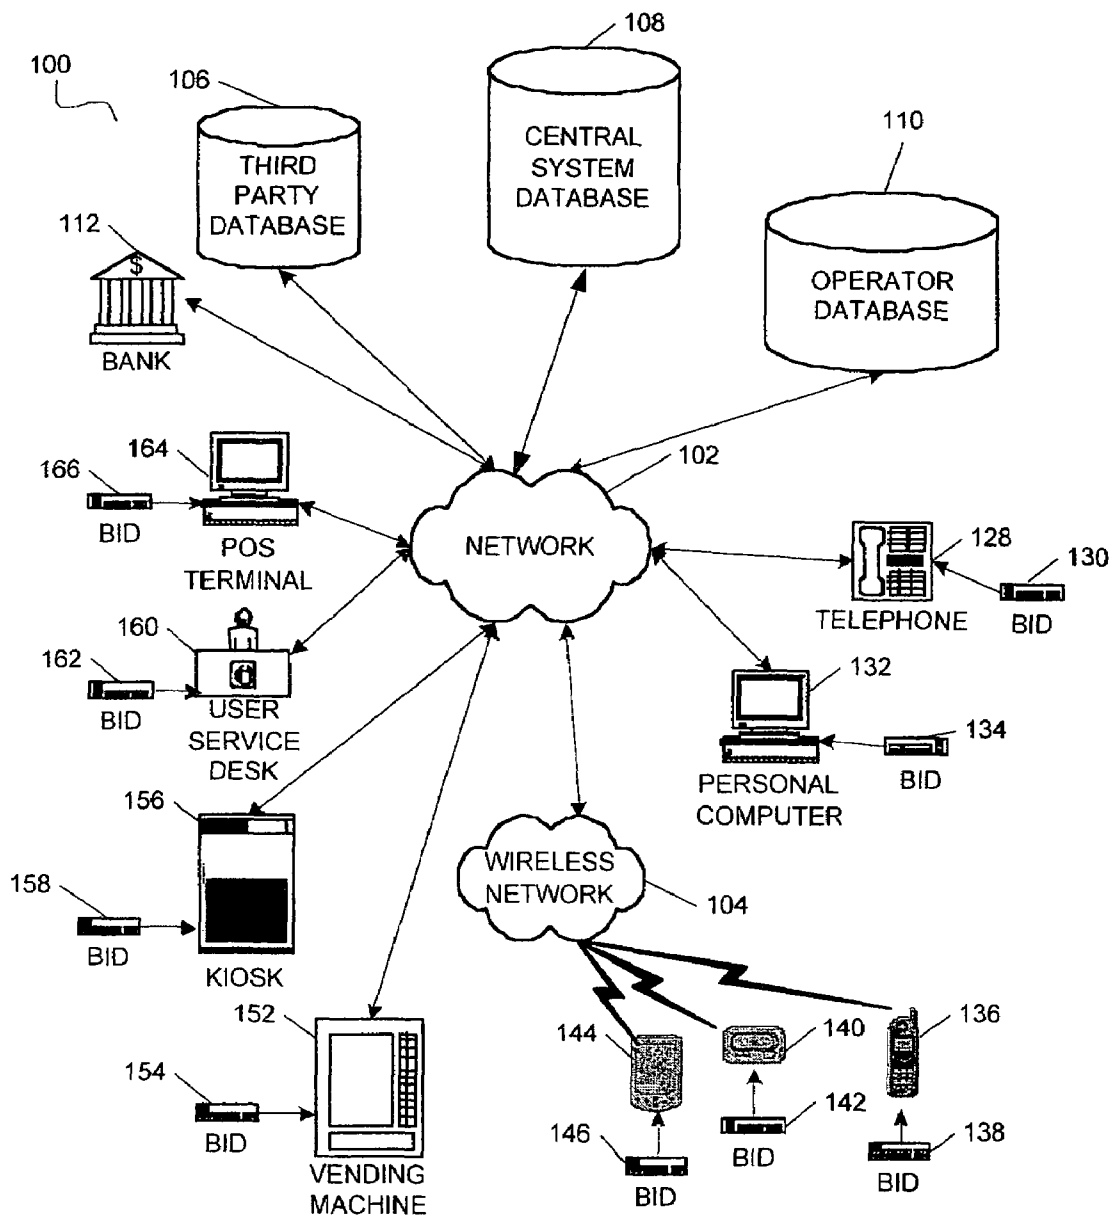 108
100
106
CENTRAL
SYSTEM
DATABASE
110
THIRD
PARTY
DATABASE
112
$
OPERATOR
DATABASE
BANK
164
102
166
BID
POS
TERMINAL
NETWORK
128
130
TELEPHONE
BID
160
162
BID
USER
SERVICE
DESK
132
134
BID
PERSONAL
COMPUTER
156
158
BID
KIOSK
WIRELESS
NETWORK
104
152
154
BID
VENDING
MACHINE
144
140
136
146
BID
142
BID
138
BID